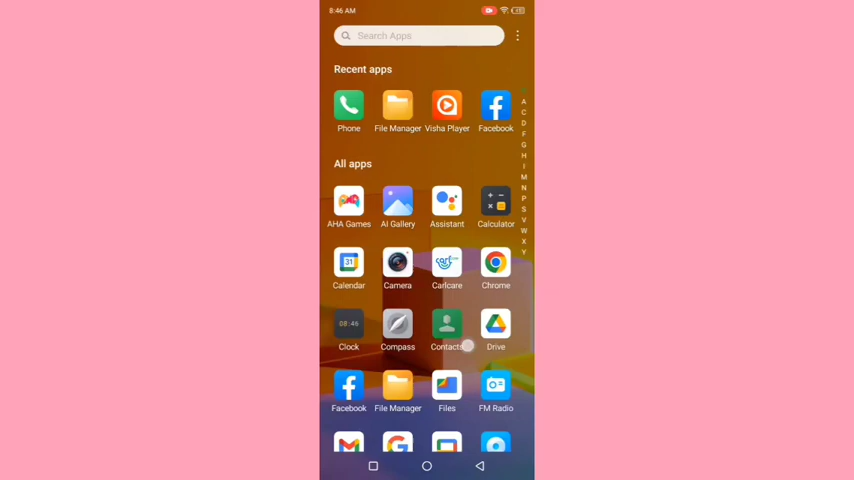 8:46 AM
Search Apps
Recent apps
Phone File Manager Visha Player Facebook
A
C
D
F
G
H
I
M
N
P
S
V
W
X
Y
All apps
AHA Games AI Gallery Assistant Calculator
31
Calendar Camera Carlcare Chrome
08:46
Clock Compass Contacts Drive
Facebook File Manager Files FM Radio